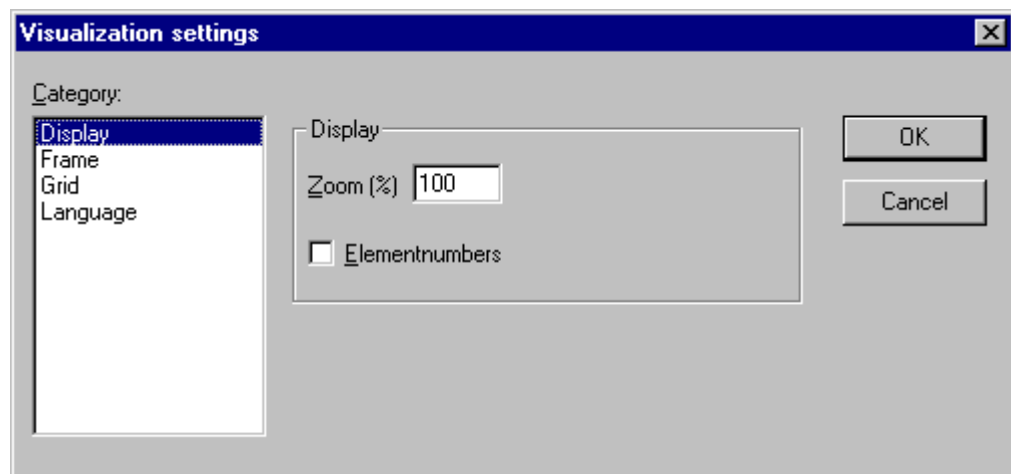 Visualization settings
Category:
Display
Frame
Grid
Language
Display
Zoom (%) 100
Elementnumbers
OK
Cancel